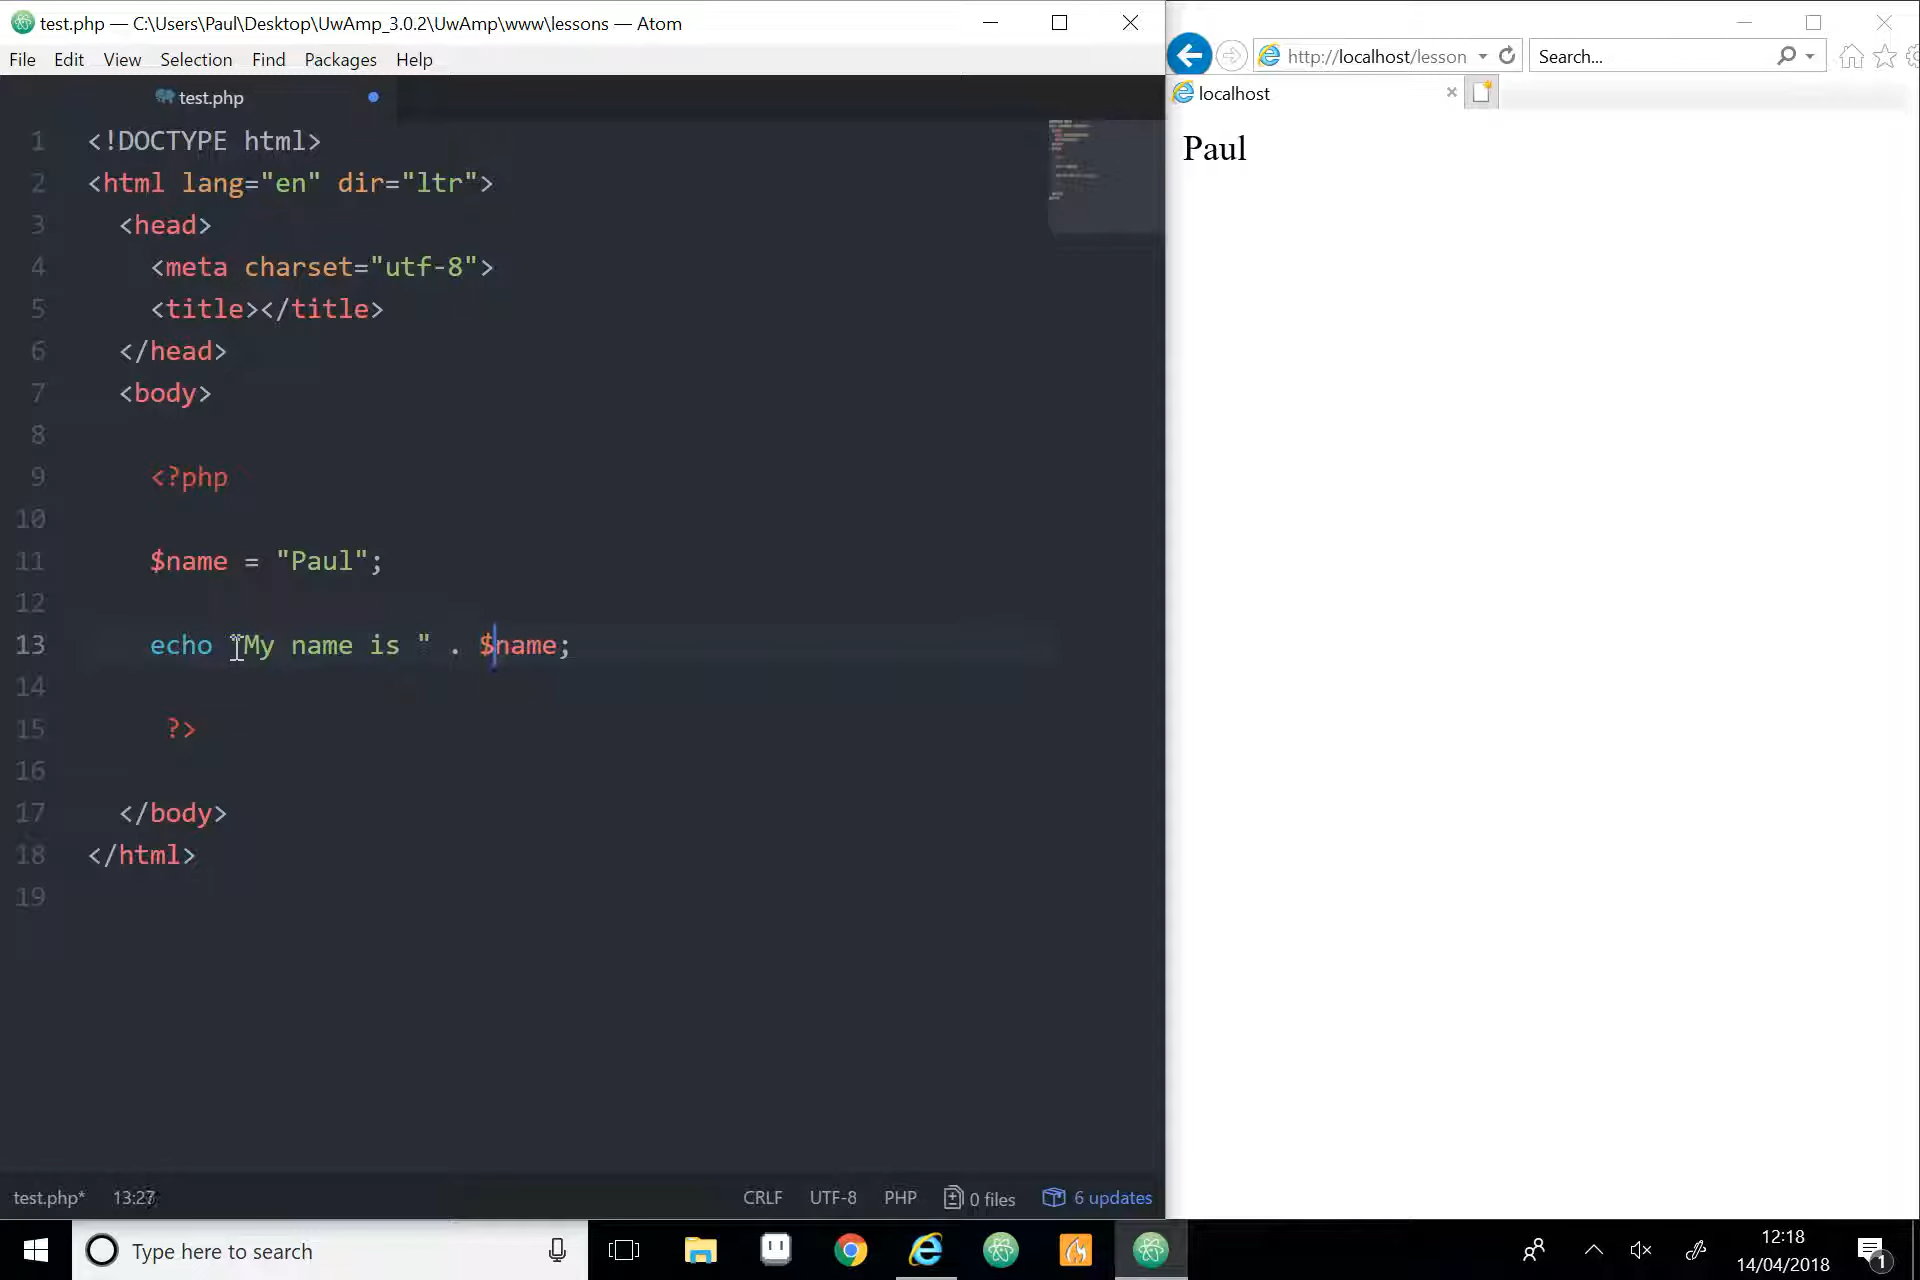 test.php — C:\Users\Paul\Desktop\UwAmp_3.0.2\UwAmp\www\lessons — Atom
File Edit View Selection Find Packages Help
test.php
1 <!DOCTYPE html>
2 <html lang="en" dir="ltr">
3 <head>
4 <meta charset="utf-8">
5 <title></title>
6 </head>
7 <body>
8
9 <?php
10
11 $name = "Paul";
12
13 echo "My name is " . $name;
14
15 ?>
16
17 </body>
18 </html>
19
test.php* 13:27 CRLF UTF-8 PHP 0 files 6 updates
http://localhost/lesson Search...
localhost
Paul
Type here to search
12:18
14/04/2018
1